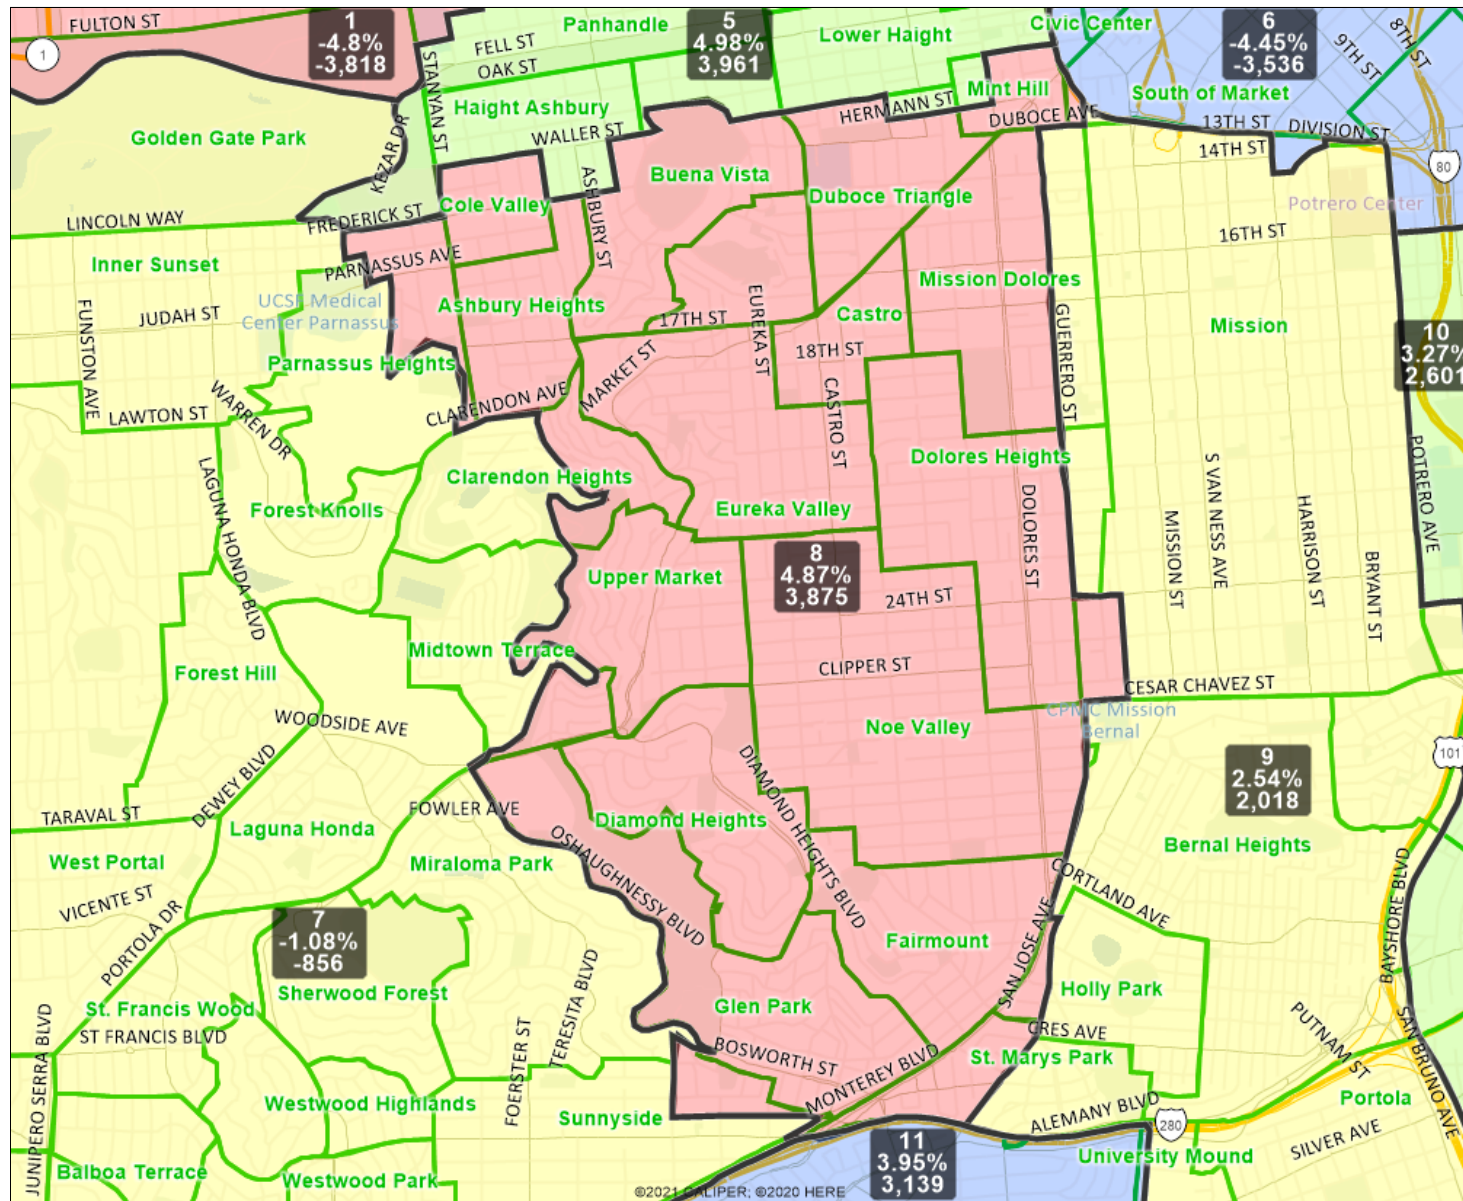 FULTON ST
1
-4.8%
-3,818
Panhandle
5
4.98%
3,961
Lower Haight
Civic Center
6
-4.45%
-3,536
8TH ST
9TH ST
1
STANYAN ST
FELL ST
OAK ST
Mint Hill
South of Market
Haight Ashbury
HERMANN ST
DUBOCE AVE
13TH ST
DIVISION ST
Golden Gate Park
KEZAR DR
WALLER ST
14TH ST
80
Buena Vista
ASHBURY ST
Duboce Triangle
Cole Valley
Potrero Center
LINCOLN WAY
FREDERICK ST
16TH ST
Inner Sunset
PARNASSUS AVE
Mission Dolores
UCSF Medical
Center Parnassus
Ashbury Heights
EUREKA ST
Castro
GUERRERO ST
Mission
JUDAH ST
17TH ST
10
3.27%
2,601
FUNSTON AVE
Parnassus Heights
MARKET ST
18TH ST
LAWTON ST
WARREN DR
CLARENDON AVE
CASTRO ST
Dolores Heights
Clarendon Heights
LAGUNA HONDA BLVD
Forest Knolls
Eureka Valley
DOLORES ST
MISSION ST
S VAN NESS AVE
HARRISON ST
BRYANT ST
POTRERO AVE
8
4.87%
3,875
Upper Market
24TH ST
Midtown Terrace
Forest Hill
CLIPPER ST
CESAR CHAVEZ ST
CPMC Mission
Bernal
WOODSIDE AVE
Noe Valley
DEWEY BLVD
DIAMOND HEIGHTS BLVD
9
2.54%
2,018
101
TARAVAL ST
FOWLER AVE
Laguna Honda
Diamond Heights
Bernal Heights
West Portal
Miraloma Park
OSHAUGHNESSY BLVD
CORTLAND AVE
BAYSHORE BLVD
VICENTE ST
PORTOLA DR
7
-1.08%
-856
Fairmount
SAN JOSE AVE
Sherwood Forest
TERESITA BLVD
Glen Park
Holly Park
St. Francis Wood
ST FRANCIS BLVD
CRES AVE
PUTNAM ST
SAN BRUNO AVE
JUNIPERO SERRA BLVD
FOERSTER ST
BOSWORTH ST
St. Marys Park
MONTEREY BLVD
Westwood Highlands
Sunnyside
ALEMANY BLVD
280
Portola
SILVER AVE
11
3.95%
3,139
University Mound
Balboa Terrace
Westwood Park
©2021 CALIPER; ©2020 HERE